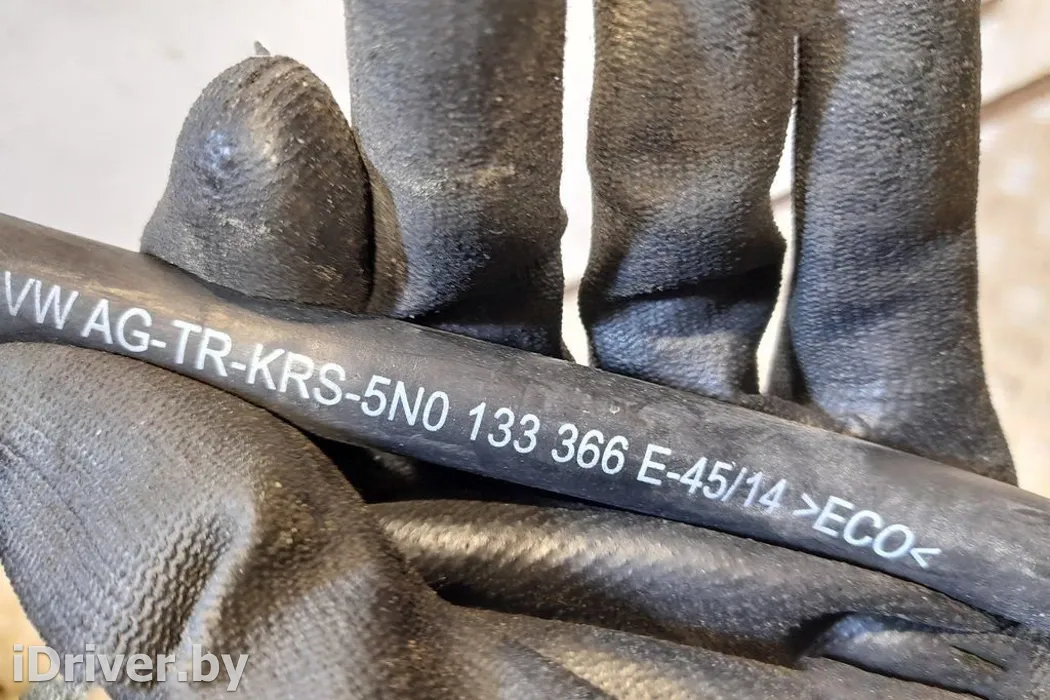 VW AG-TR-KRS-5N0 133 366 E-45/14 >ECO<
iDriver.by